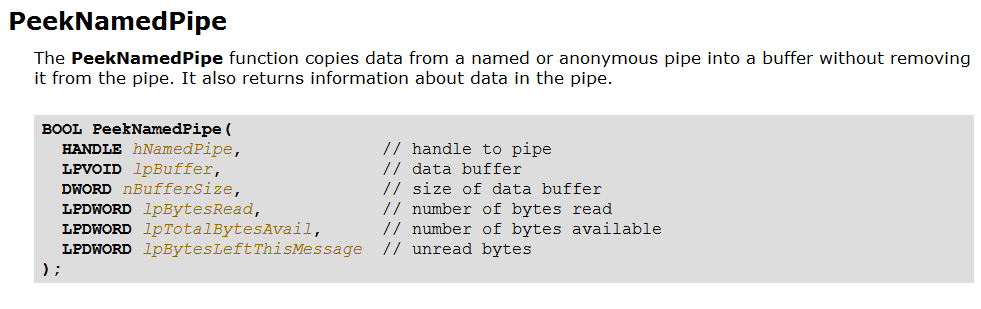 PeekNamedPipe
The PeekNamedPipe function copies data from a named or anonymous pipe into a buffer without removing
it from the pipe. It also returns information about data in the pipe.
BOOL PeekNamedPipe(
  HANDLE hNamedPipe,              // handle to pipe
  LPVOID lpBuffer,                // data buffer
  DWORD nBufferSize,              // size of data buffer
  LPDWORD lpBytesRead,            // number of bytes read
  LPDWORD lpTotalBytesAvail,      // number of bytes available
  LPDWORD lpBytesLeftThisMessage  // unread bytes
);